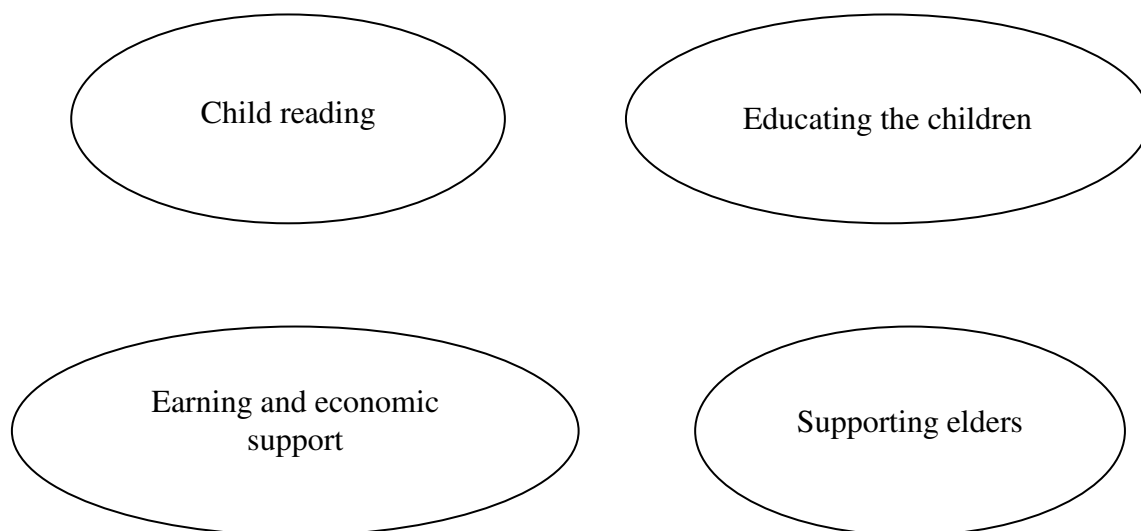 Child reading
Educating the children
Earning and economic
support
Supporting elders